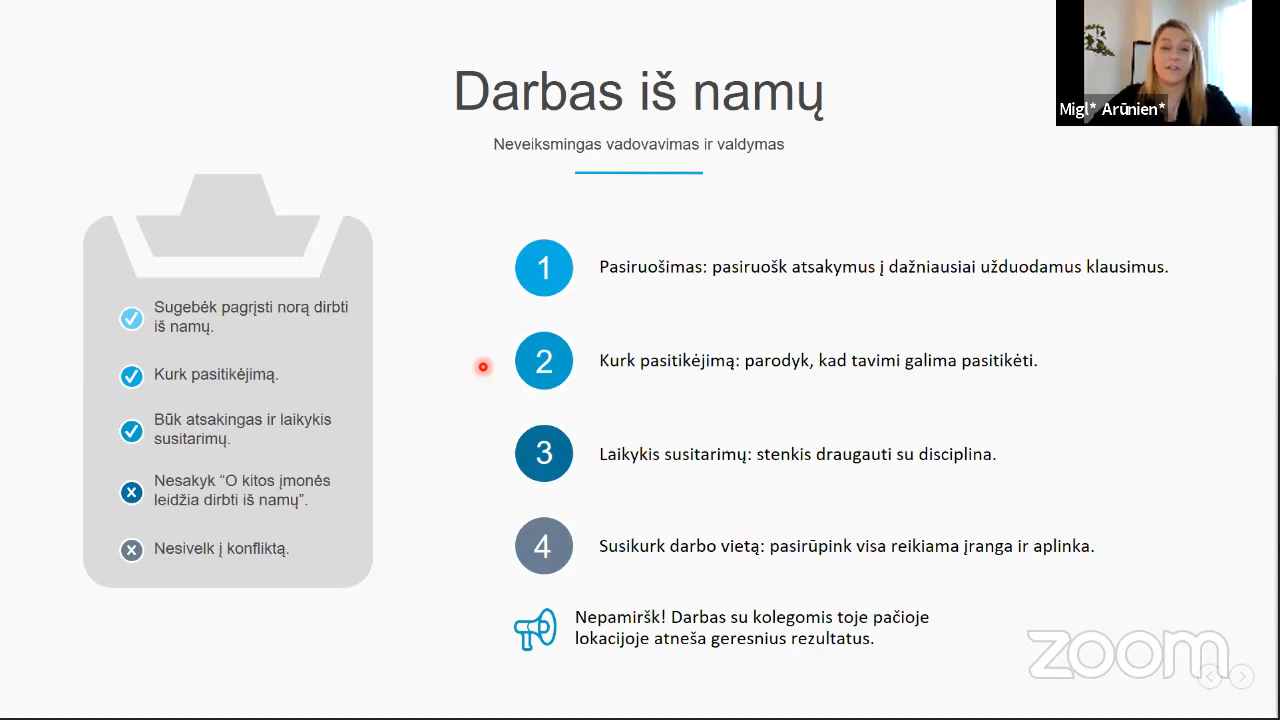 Darbas iš namų
Neveiksmingas vadovavimas ir valdymas
Migl* Arūnien*
Sugebėk pagrįsti norą dirbti
iš namų.
Kurk pasitikėjimą.
Būk atsakingas ir laikykis
susitarimų.
Nesakyk “O kitos įmonės
leidžia dirbti iš namų”.
Nesivelk į konfliktą.
1
Pasiruošimas: pasiruošk atsakymus į dažniausiai užduodamus klausimus.
2
Kurk pasitikėjimą: parodyk, kad tavimi galima pasitikėti.
3
Laikykis susitarimų: stenkis draugauti su disciplina.
4
Susikurk darbo vietą: pasirūpink visa reikiama įranga ir aplinka.
Nepamiršk! Darbas su kolegomis toje pačioje
lokacijoje atneša geresnius rezultatus.
zoom